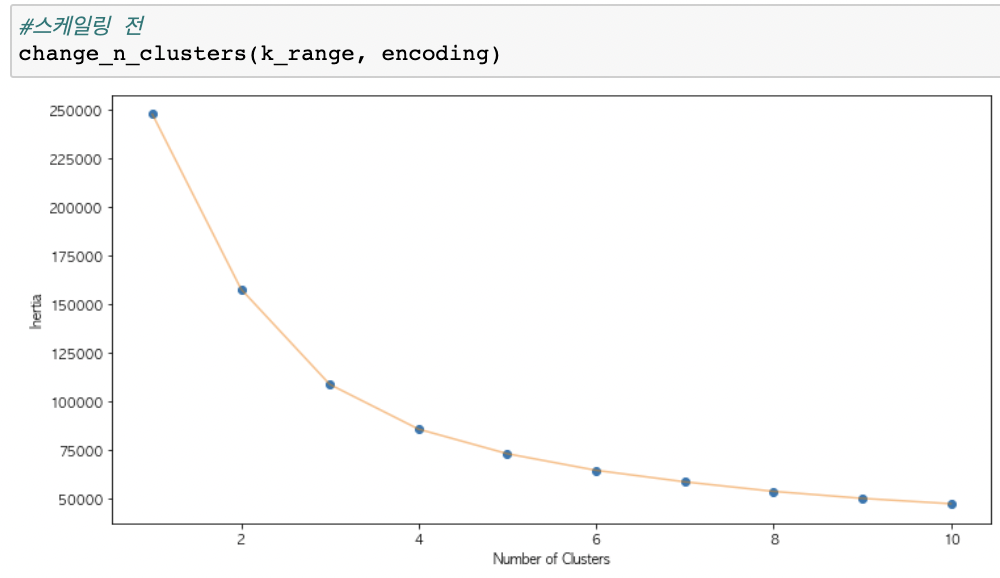 #스케일링 전
change_n_clusters(k_range, encoding)
250000
225000
200000
175000
150000
125000
100000
75000
50000
Inertia
2 4 6 8 10
Number of Clusters